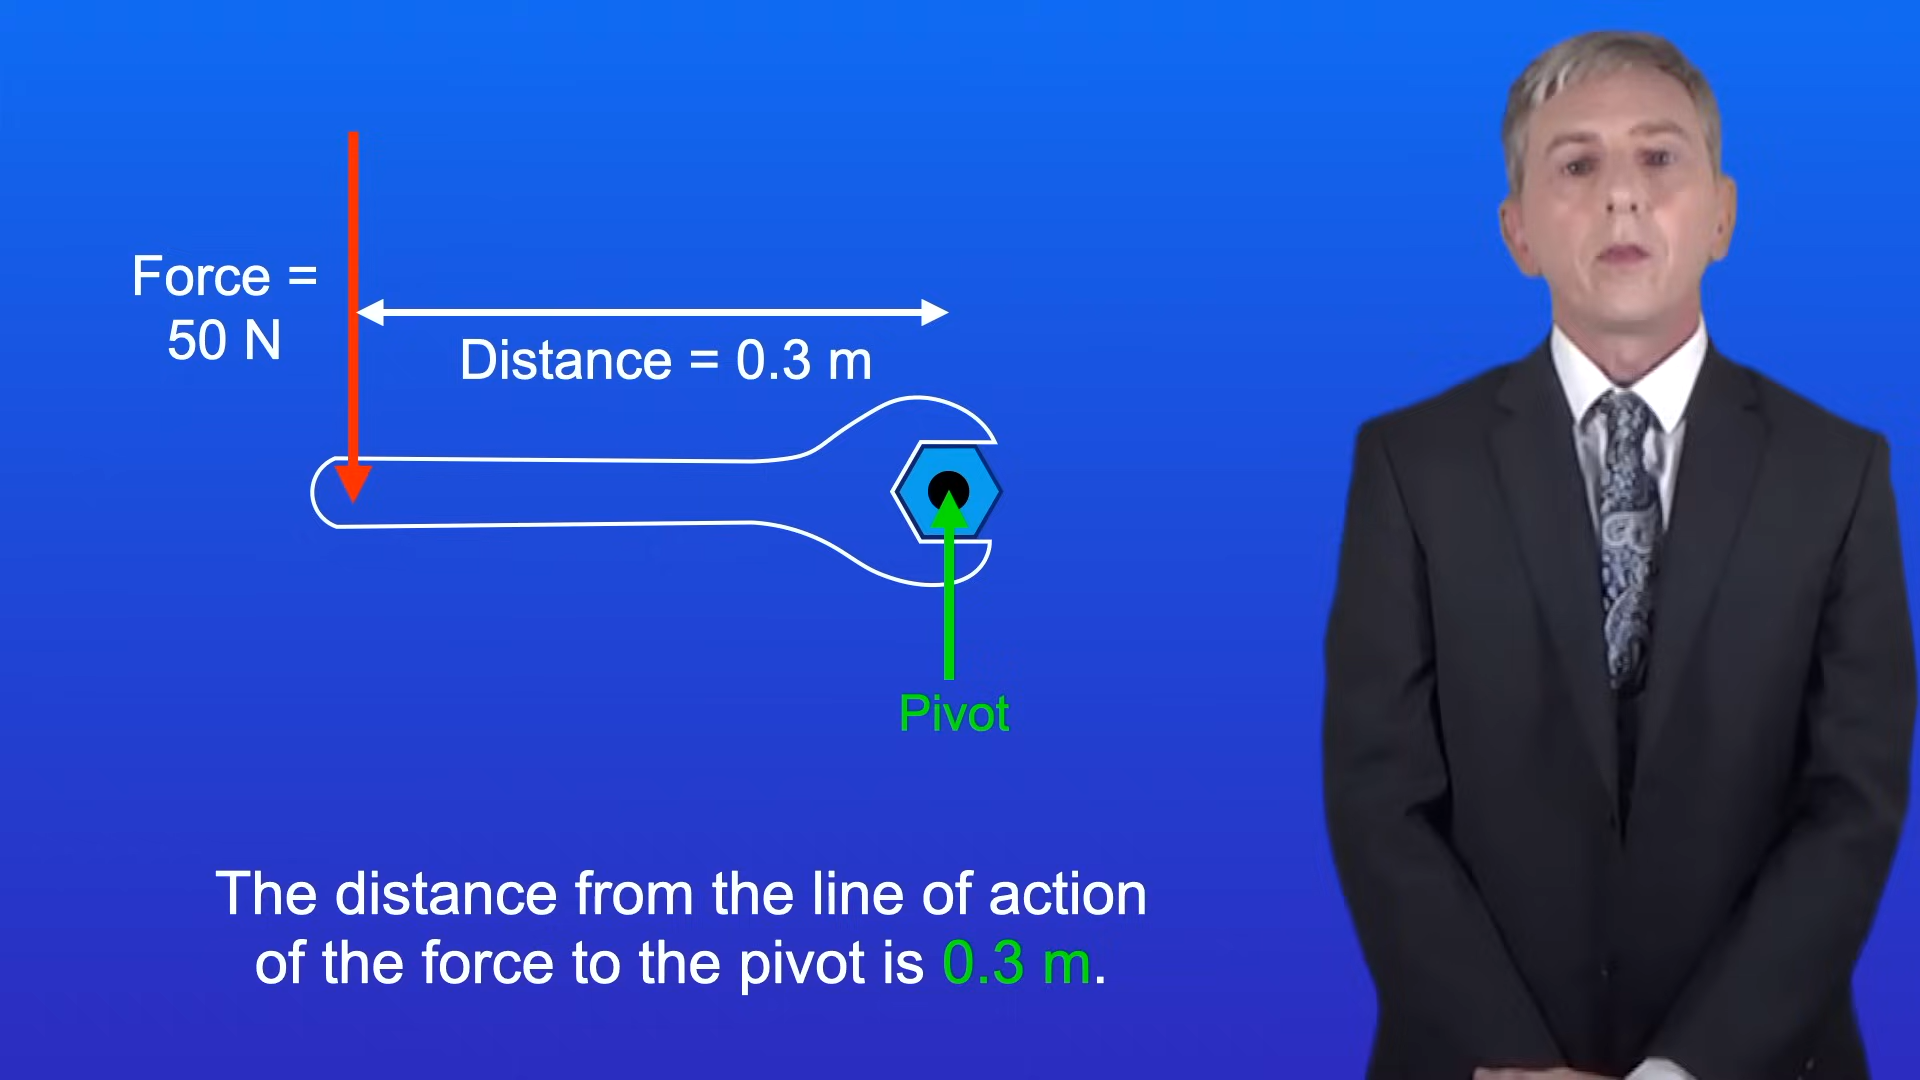 Force =
50 N
Distance = 0.3 m
Pivot
The distance from the line of action
of the force to the pivot is 0.3 m.